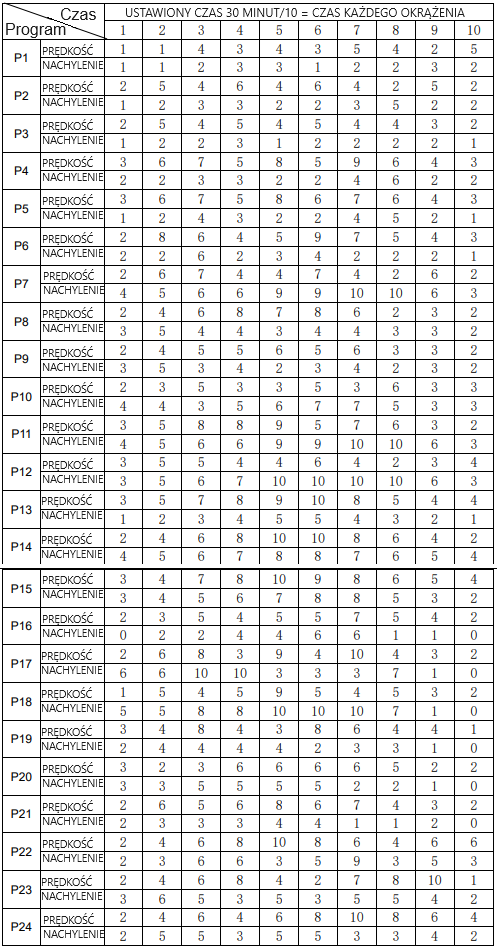 Czas USTAWIONY CZAS 30 MINUT/10 = CZAS KAŻDEGO OKRĄŻENIA
Program 1 2 3 4 5 6 7 8 9 10
P1 PRĘDKOŚĆ 1 1 4 3 4 3 5 4 2 5
NACHYLENIE 1 1 2 3 3 1 2 2 3 2
P2 PRĘDKOŚĆ 2 5 4 6 4 6 4 2 5 2
NACHYLENIE 1 2 3 3 2 2 3 5 2 2
P3 PRĘDKOŚĆ 2 5 4 5 4 5 4 4 3 2
NACHYLENIE 1 2 2 3 1 2 2 2 2 1
P4 PRĘDKOŚĆ 3 6 7 5 8 5 9 6 4 3
NACHYLENIE 2 2 3 3 2 2 4 6 2 2
P5 PRĘDKOŚĆ 3 6 7 5 8 6 7 6 4 3
NACHYLENIE 1 2 4 3 2 2 4 5 2 1
P6 PRĘDKOŚĆ 2 8 6 4 5 9 7 5 4 3
NACHYLENIE 2 2 6 2 3 4 2 2 2 1
P7 PRĘDKOŚĆ 2 6 7 4 4 7 4 2 6 2
NACHYLENIE 4 5 6 6 9 9 10 10 6 3
P8 PRĘDKOŚĆ 2 4 6 8 7 8 6 2 3 2
NACHYLENIE 3 5 4 4 3 4 4 3 3 2
P9 PRĘDKOŚĆ 2 4 5 5 6 5 6 3 3 2
NACHYLENIE 3 5 3 4 2 3 4 2 3 2
P10 PRĘDKOŚĆ 2 3 5 3 3 5 3 6 3 3
NACHYLENIE 4 4 3 5 6 7 7 5 3 3
P11 PRĘDKOŚĆ 3 5 8 8 9 5 7 6 3 2
NACHYLENIE 4 5 6 6 9 9 10 10 6 3
P12 PRĘDKOŚĆ 3 5 5 4 4 6 4 2 3 4
NACHYLENIE 3 5 6 7 10 10 10 10 6 3
P13 PRĘDKOŚĆ 3 5 7 8 9 10 8 5 4 4
NACHYLENIE 1 2 3 4 5 5 4 3 2 1
P14 PRĘDKOŚĆ 2 4 6 8 10 10 8 6 4 2
NACHYLENIE 4 5 6 7 8 8 7 6 5 4
P15 PRĘDKOŚĆ 3 4 7 8 10 9 8 6 5 4
NACHYLENIE 3 4 5 6 7 8 8 5 3 2
P16 PRĘDKOŚĆ 2 3 5 4 5 5 7 5 4 2
NACHYLENIE 0 2 2 4 4 6 6 1 1 0
P17 PRĘDKOŚĆ 2 6 8 3 9 4 10 4 3 2
NACHYLENIE 6 6 10 10 3 3 3 7 1 0
P18 PRĘDKOŚĆ 1 5 4 5 9 5 4 5 3 2
NACHYLENIE 5 5 8 8 10 10 10 7 1 0
P19 PRĘDKOŚĆ 3 4 8 4 3 8 6 4 4 1
NACHYLENIE 2 4 4 4 4 2 3 3 1 0
P20 PRĘDKOŚĆ 3 2 3 6 6 6 6 5 2 2
NACHYLENIE 3 3 5 5 5 5 2 2 1 0
P21 PRĘDKOŚĆ 2 6 5 6 8 6 7 4 3 2
NACHYLENIE 2 3 3 3 4 4 1 1 2 0
P22 PRĘDKOŚĆ 2 4 6 8 10 8 6 4 6 6
NACHYLENIE 2 3 6 6 3 5 9 3 5 3
P23 PRĘDKOŚĆ 2 4 6 8 4 2 7 8 10 1
NACHYLENIE 3 6 5 3 5 3 5 5 4 2
P24 PRĘDKOŚĆ 2 4 6 4 6 8 10 8 6 4
NACHYLENIE 2 5 5 3 5 5 3 3 4 2